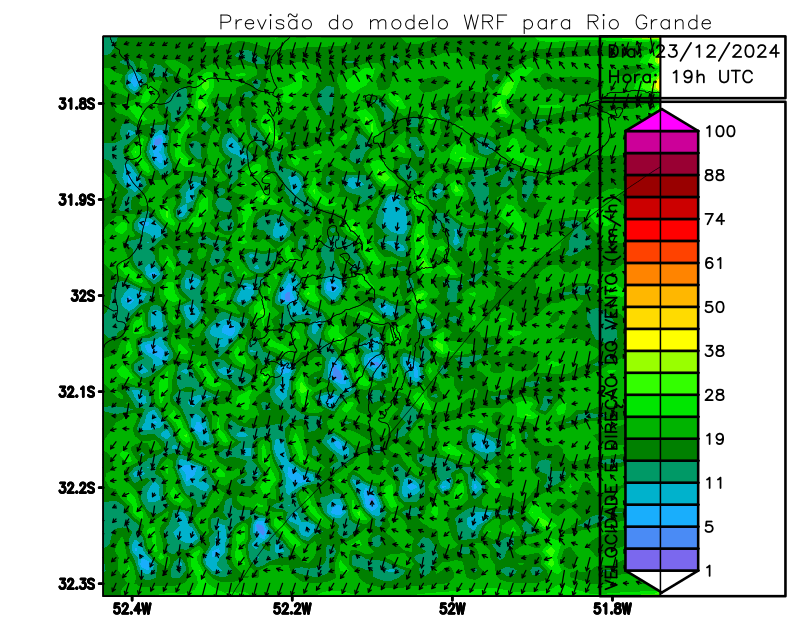 Previsão do modelo WRF para Rio Grande
Dia: 23/12/2024
Hora: 19h UTC
31.8S
31.9S
32S
32.1S
32.2S
32.3S
52.4W
52.2W
52W
51.8W
VELOCIDADE E DIREÇÃO DO VENTO (km/h)
100
88
74
61
50
38
28
19
11
5
1